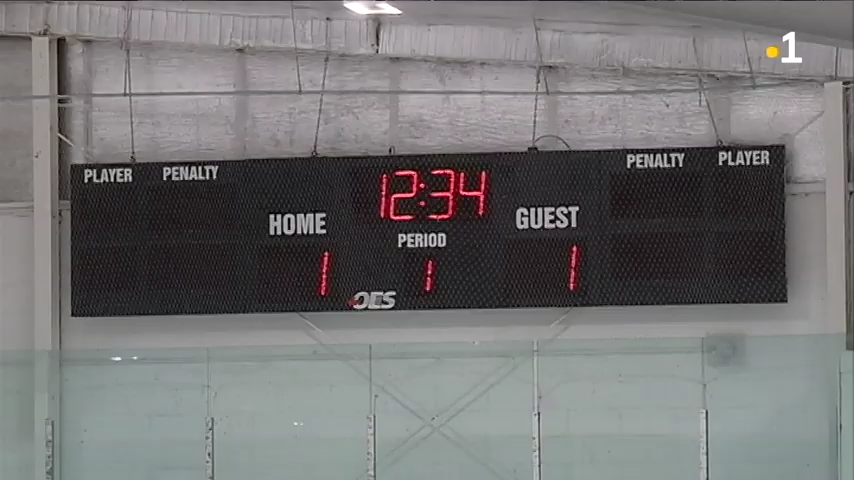 1
PLAYER PENALTY 12:34 PENALTY PLAYER
HOME GUEST
PERIOD
1 1 1
OES